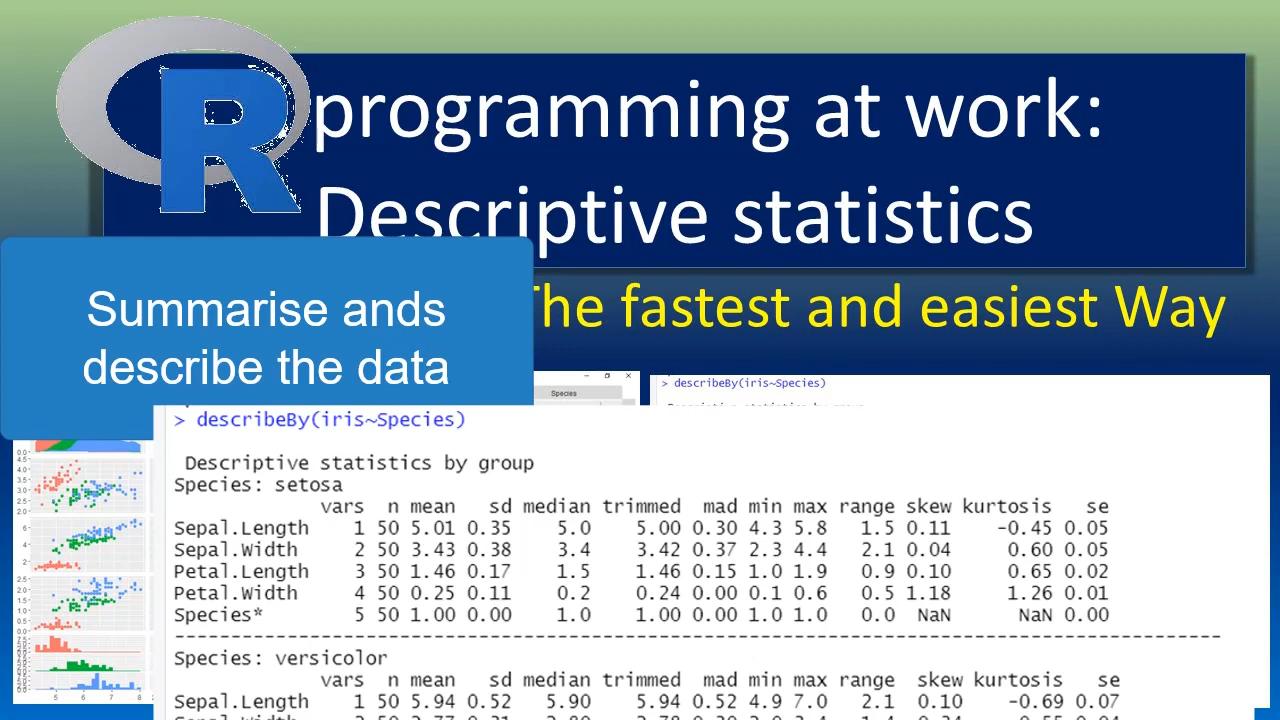 R programming at work:
Descriptive statistics
The fastest and easiest Way
Summarise ands
describe the data
Species
> describeBy(iris~Species)
> describeBy(iris~Species)
Descriptive statistics by group
Species: setosa
vars n mean sd median trimmed mad min max range skew kurtosis se
Sepal.Length 1 50 5.01 0.35 5.0 5.00 0.30 4.3 5.8 1.5 0.11 -0.45 0.05
Sepal.Width 2 50 3.43 0.38 3.4 3.42 0.37 2.3 4.4 2.1 0.04 0.60 0.05
Petal.Length 3 50 1.46 0.17 1.5 1.46 0.15 1.0 1.9 0.9 0.10 0.65 0.02
Petal.Width 4 50 0.25 0.11 0.2 0.24 0.00 0.1 0.6 0.5 1.18 1.26 0.01
Species* 5 50 1.00 0.00 1.0 1.00 0.00 1.0 1.0 0.0 NaN NaN 0.00
Species: versicolor
vars n mean sd median trimmed mad min max range skew kurtosis se
Sepal.Length 1 50 5.94 0.52 5.90 5.94 0.52 4.9 7.0 2.1 0.10 -0.69 0.07